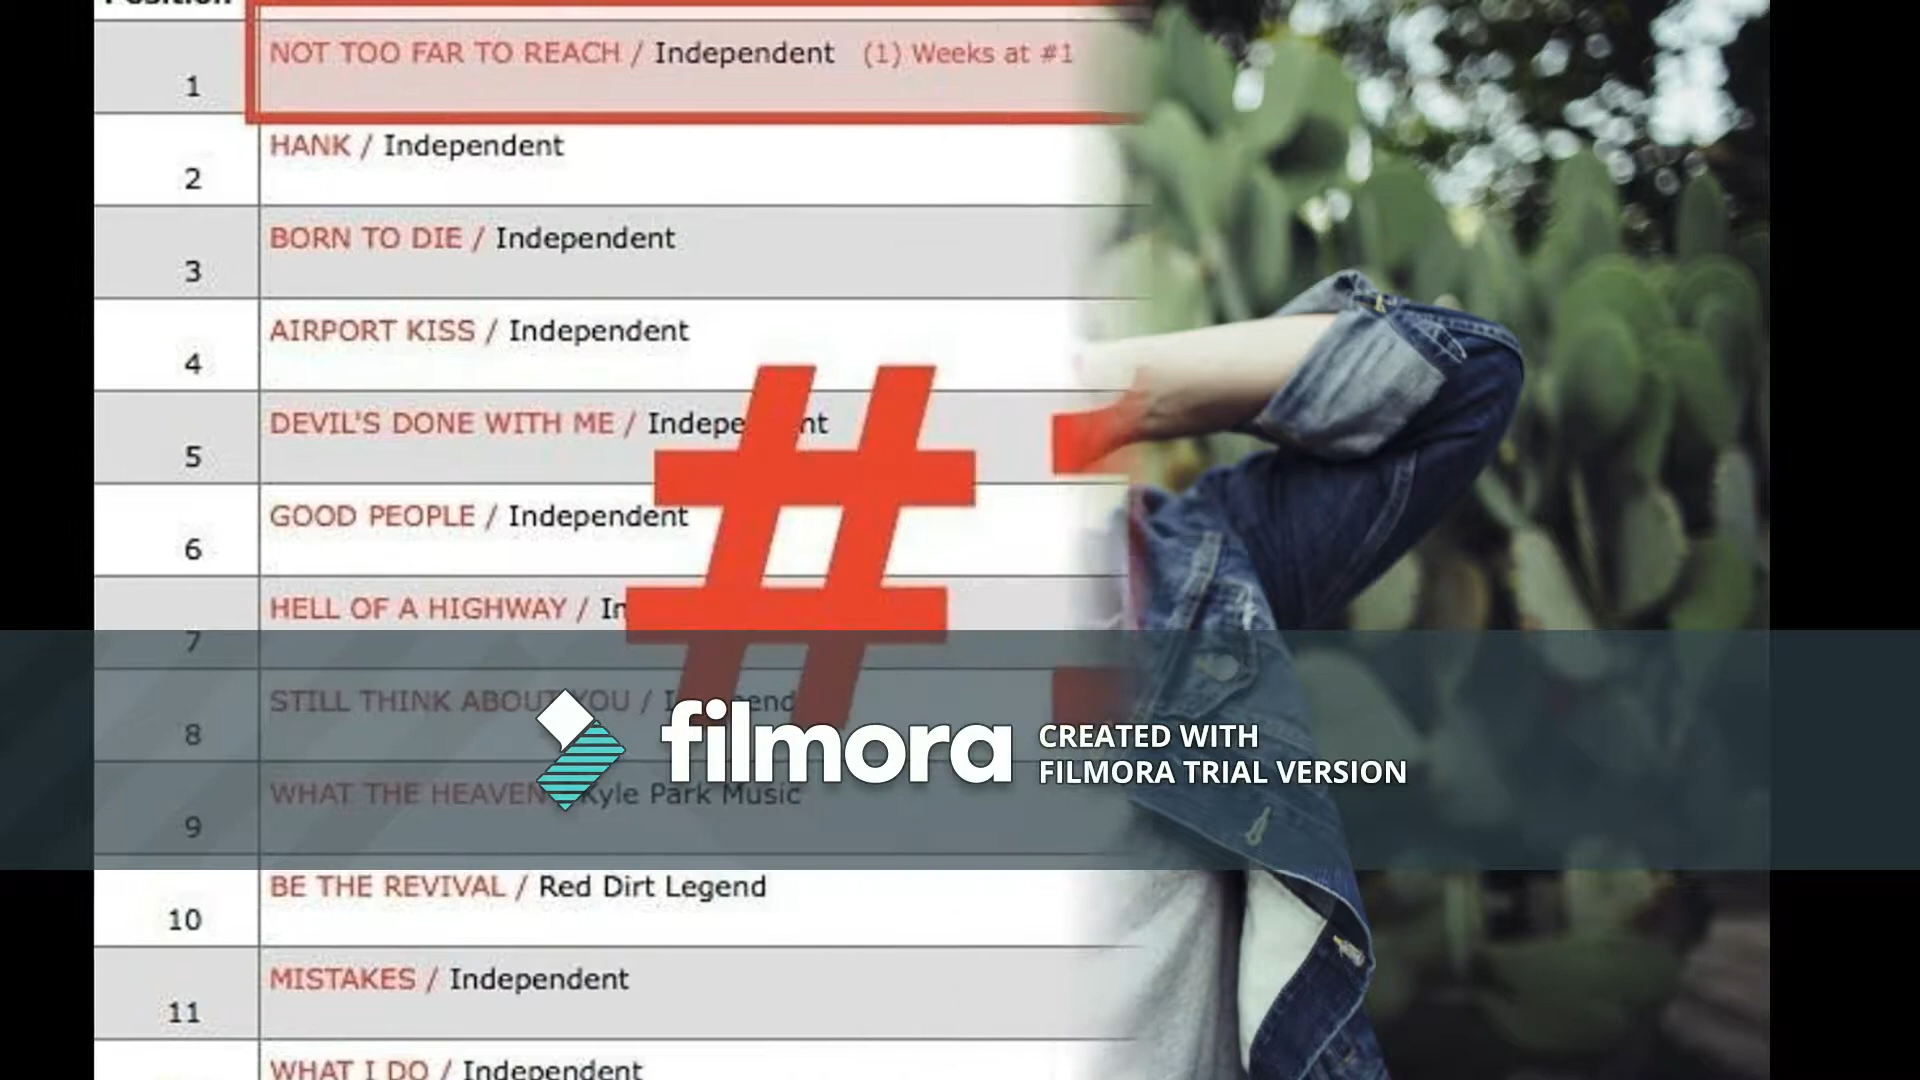 1 NOT TOO FAR TO REACH / Independent (1) Weeks at #1
2 HANK / Independent
3 BORN TO DIE / Independent
4 AIRPORT KISS / Independent
5 DEVIL'S DONE WITH ME / Indepe nt
6 GOOD PEOPLE / Independent
7 HELL OF A HIGHWAY / In
#1
8 STILL THINK ABOUT YOU / I end
filmora
CREATED WITH
FILMORA TRIAL VERSION
9 WHAT THE HEAVEN Kyle Park Music
10 BE THE REVIVAL / Red Dirt Legend
11 MISTAKES / Independent
WHAT I DO / Independent